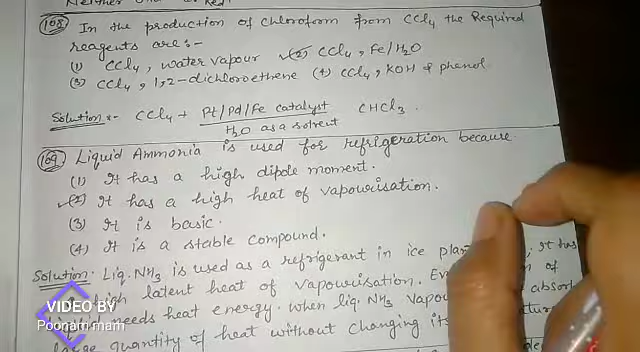 (168) In the production of chloroform from CCl4 the Required
reagents are:-
(1) CCl4, water vapour (2) CCl4, Fe/H2O
(3) CCl4, 1,2-dichloroethene (4) CCl4, KOH & phenol
Solution:- CCl4 + Pt/Pd/Fe catalyst CHCl3.
H2O as a solvent
(169) Liquid Ammonia is used for refrigeration because
(1) It has a high dipole moment.
(2) It has a high heat of vapourisation.
(3) It is basic.
(4) It is a stable compound.
Solution. Liq. NH3 is used as a refrigerant in ice It has
high latent heat of vapourisation. of
needs heat energy. when liq. NH3 absorb
large quantity of heat without changing its
VIDEO BY
Poonam mam